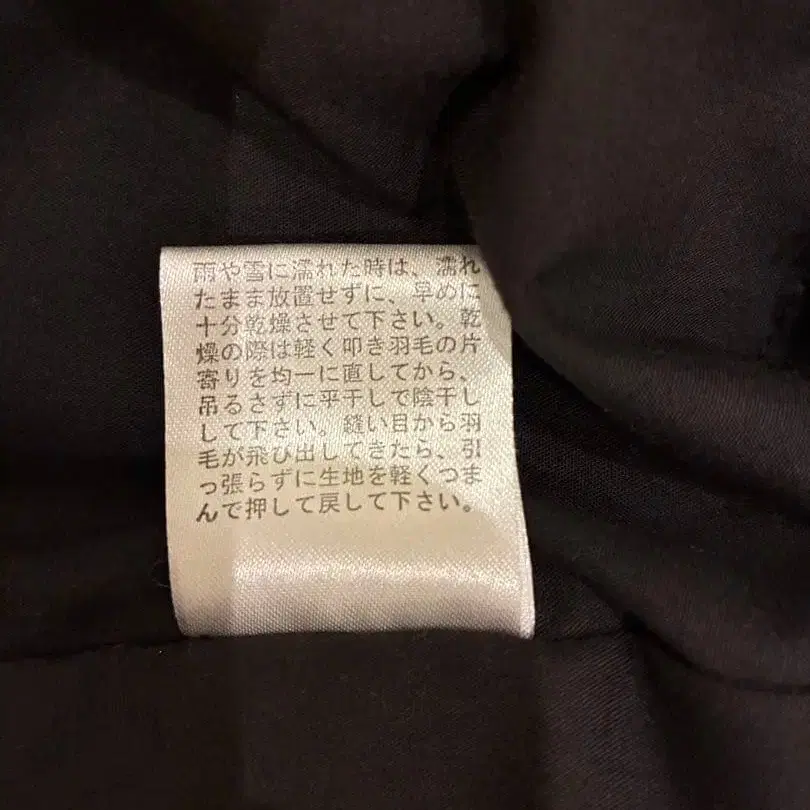 雨や雪に濡れた時は、濡れ
たまま放置せずに、早めに
十分乾燥させて下さい。乾
燥の際は軽く叩き羽毛の片
寄りを均一に直してから、
吊るさずに平干しで陰干し
して下さい。縫い目から羽
毛が飛び出してきたら、引
っ張らずに生地を軽くつま
んで押して戻して下さい。